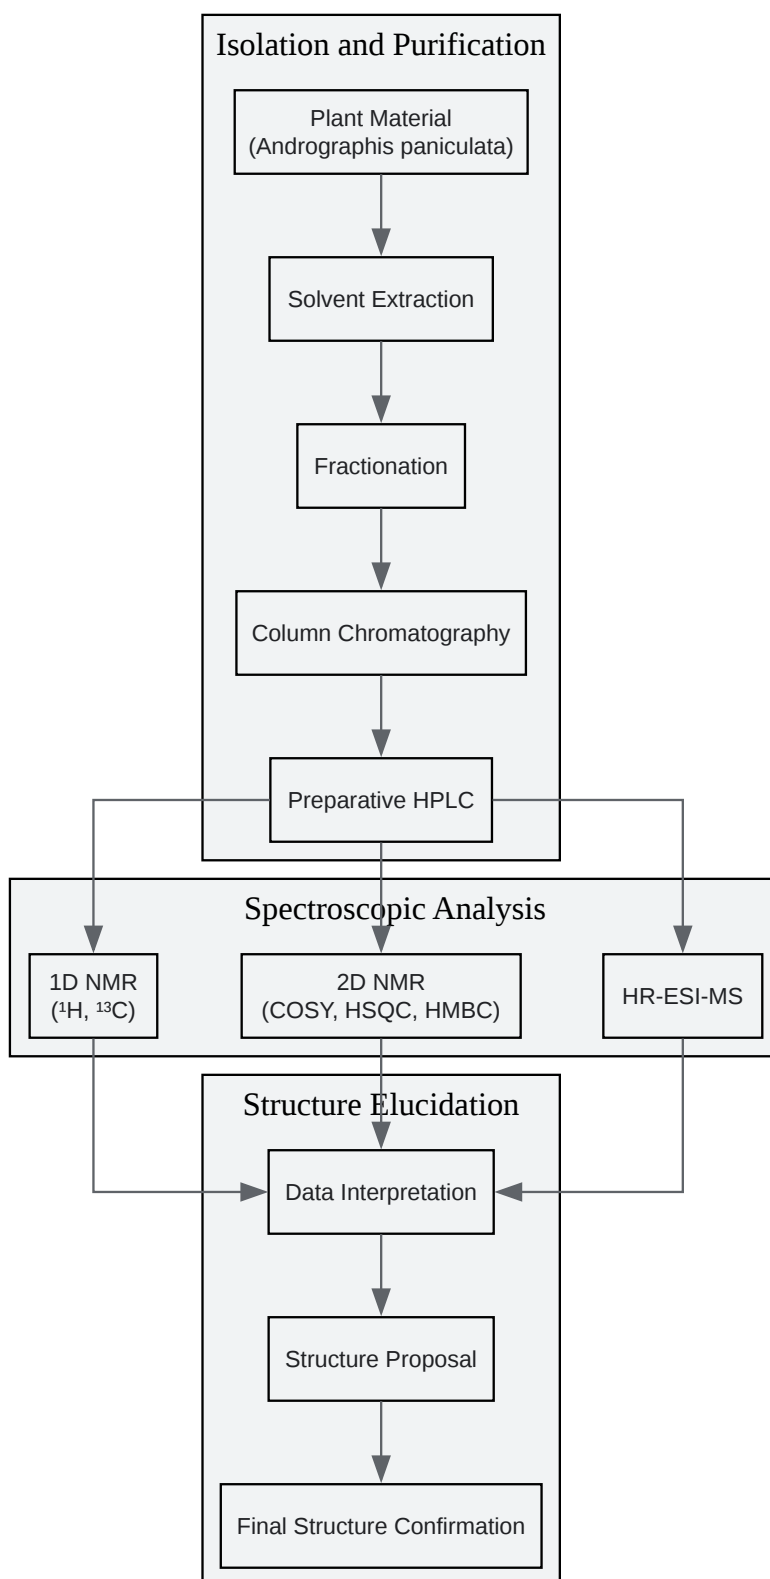 Isolation and Purification
Plant Material
(Andrographis paniculata)
Solvent Extraction
Fractionation
Column Chromatography
Preparative HPLC
Spectroscopic Analysis
1D NMR
(¹H, ¹³C)
2D NMR
(COSY, HSQC, HMBC)
HR-ESI-MS
Structure Elucidation
Data Interpretation
Structure Proposal
Final Structure Confirmation